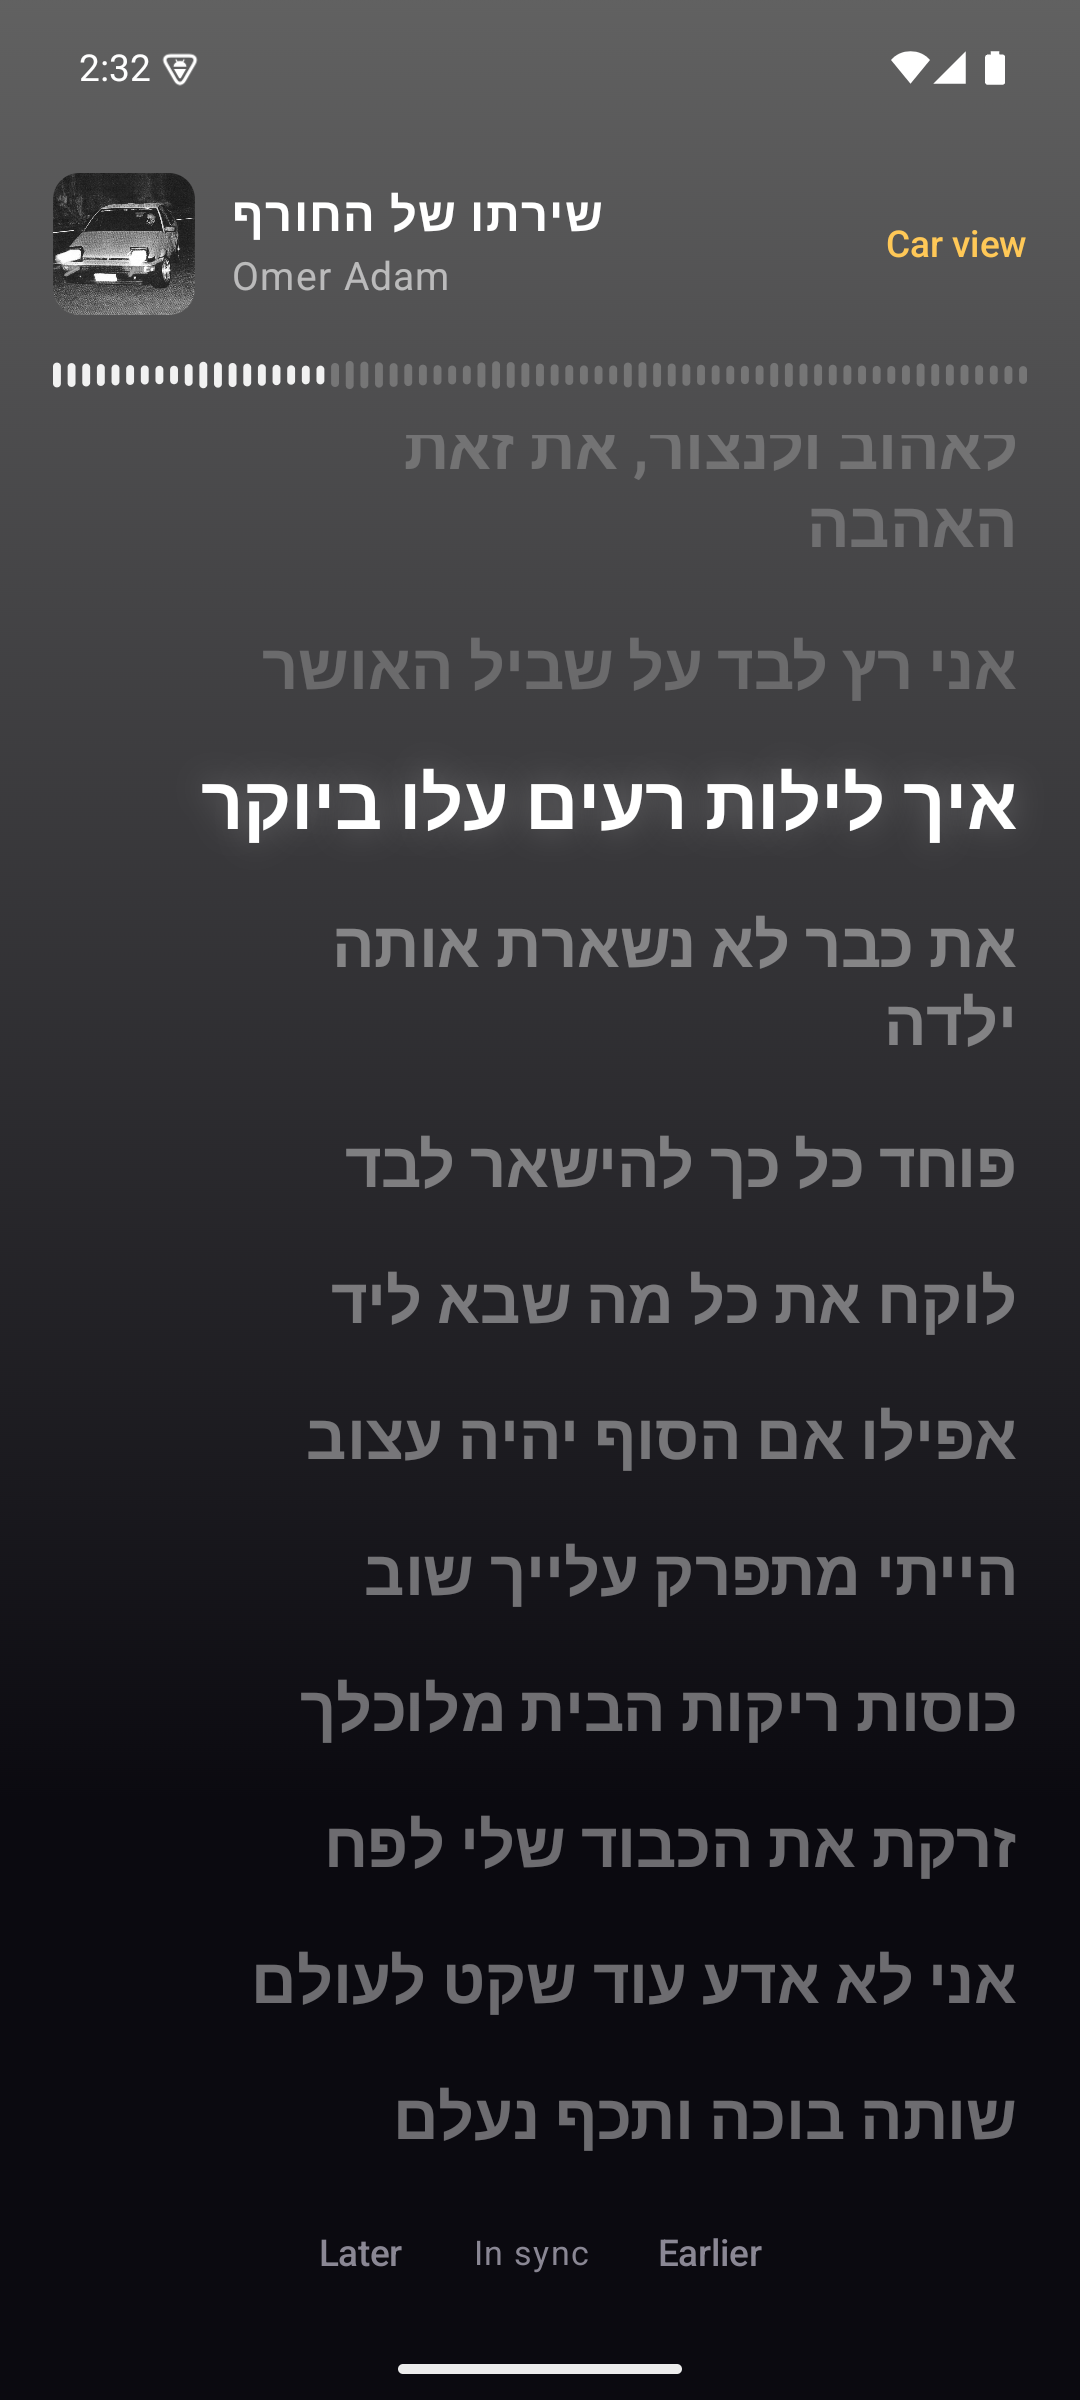 2:32
שירתו של החורף
Omer Adam
Car view
לאהוב ולנצור, את זאת
האהבה
אני רץ לבד על שביל האושר
איך לילות רעים עלו ביוקר
את כבר לא נשארת אותה
ילדה
פוחד כל כך להישאר לבד
לוקח את כל מה שבא ליד
אפילו אם הסוף יהיה עצוב
הייתי מתפרק עלייך שוב
כוסות ריקות הבית מלוכלך
זרקת את הכבוד שלי לפח
אני לא אדע עוד שקט לעולם
שותה בוכה ותכף נעלם
Later In sync Earlier